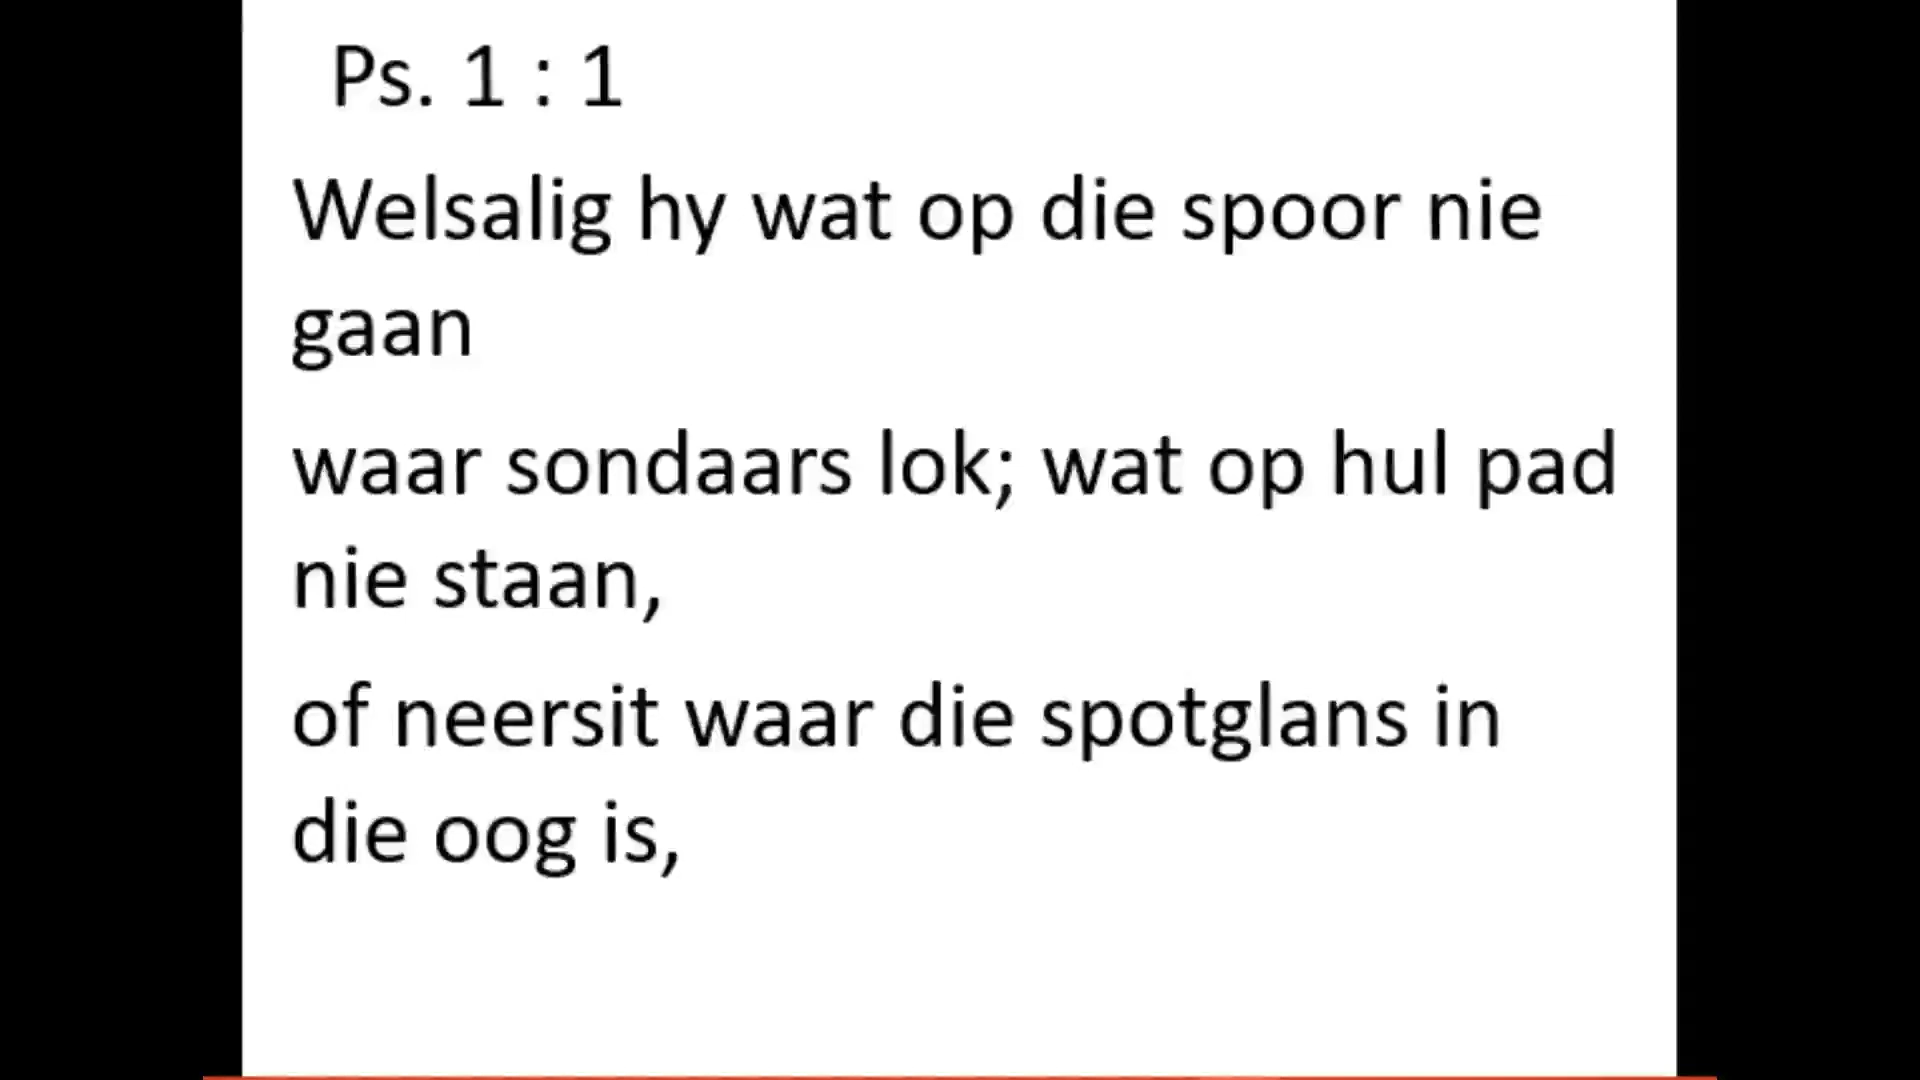 Ps. 1 : 1
Welsalig hy wat op die spoor nie
gaan
waar sondaars lok; wat op hul pad
nie staan,
of neersit waar die spotglans in
die oog is,